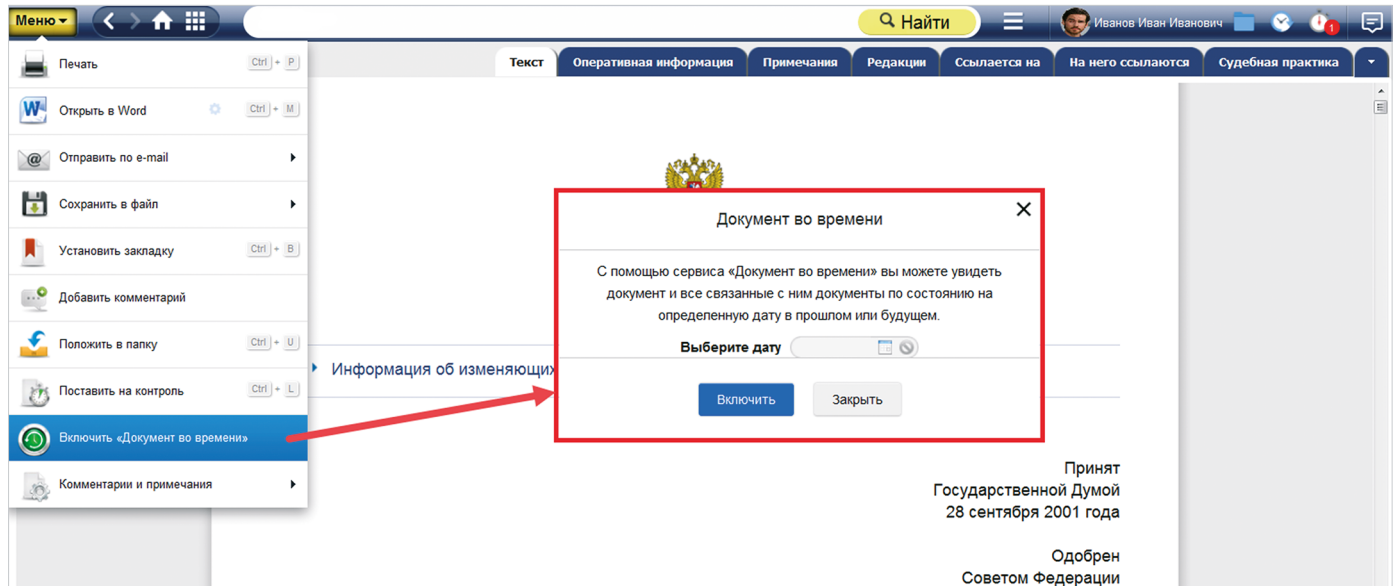 Меню
Найти
Иванов Иван Иванович
1
Текст
Оперативная информация
Примечания
Редакции
Ссылается на
На него ссылаются
Судебная практика
Печать Ctrl + P
W Открыть в Word Ctrl + M
@ Отправить по e-mail
Сохранить в файл
Установить закладку Ctrl + B
Добавить комментарий
Положить в папку Ctrl + U
Поставить на контроль Ctrl + L
Включить «Документ во времени»
Комментарии и примечания
Информация об изменяющих
Документ во времени
С помощью сервиса «Документ во времени» вы можете увидеть
документ и все связанные с ним документы по состоянию на
определенную дату в прошлом или будущем.
Выберите дату
Включить
Закрыть
Принят
Государственной Думой
28 сентября 2001 года
Одобрен
Советом Федерации